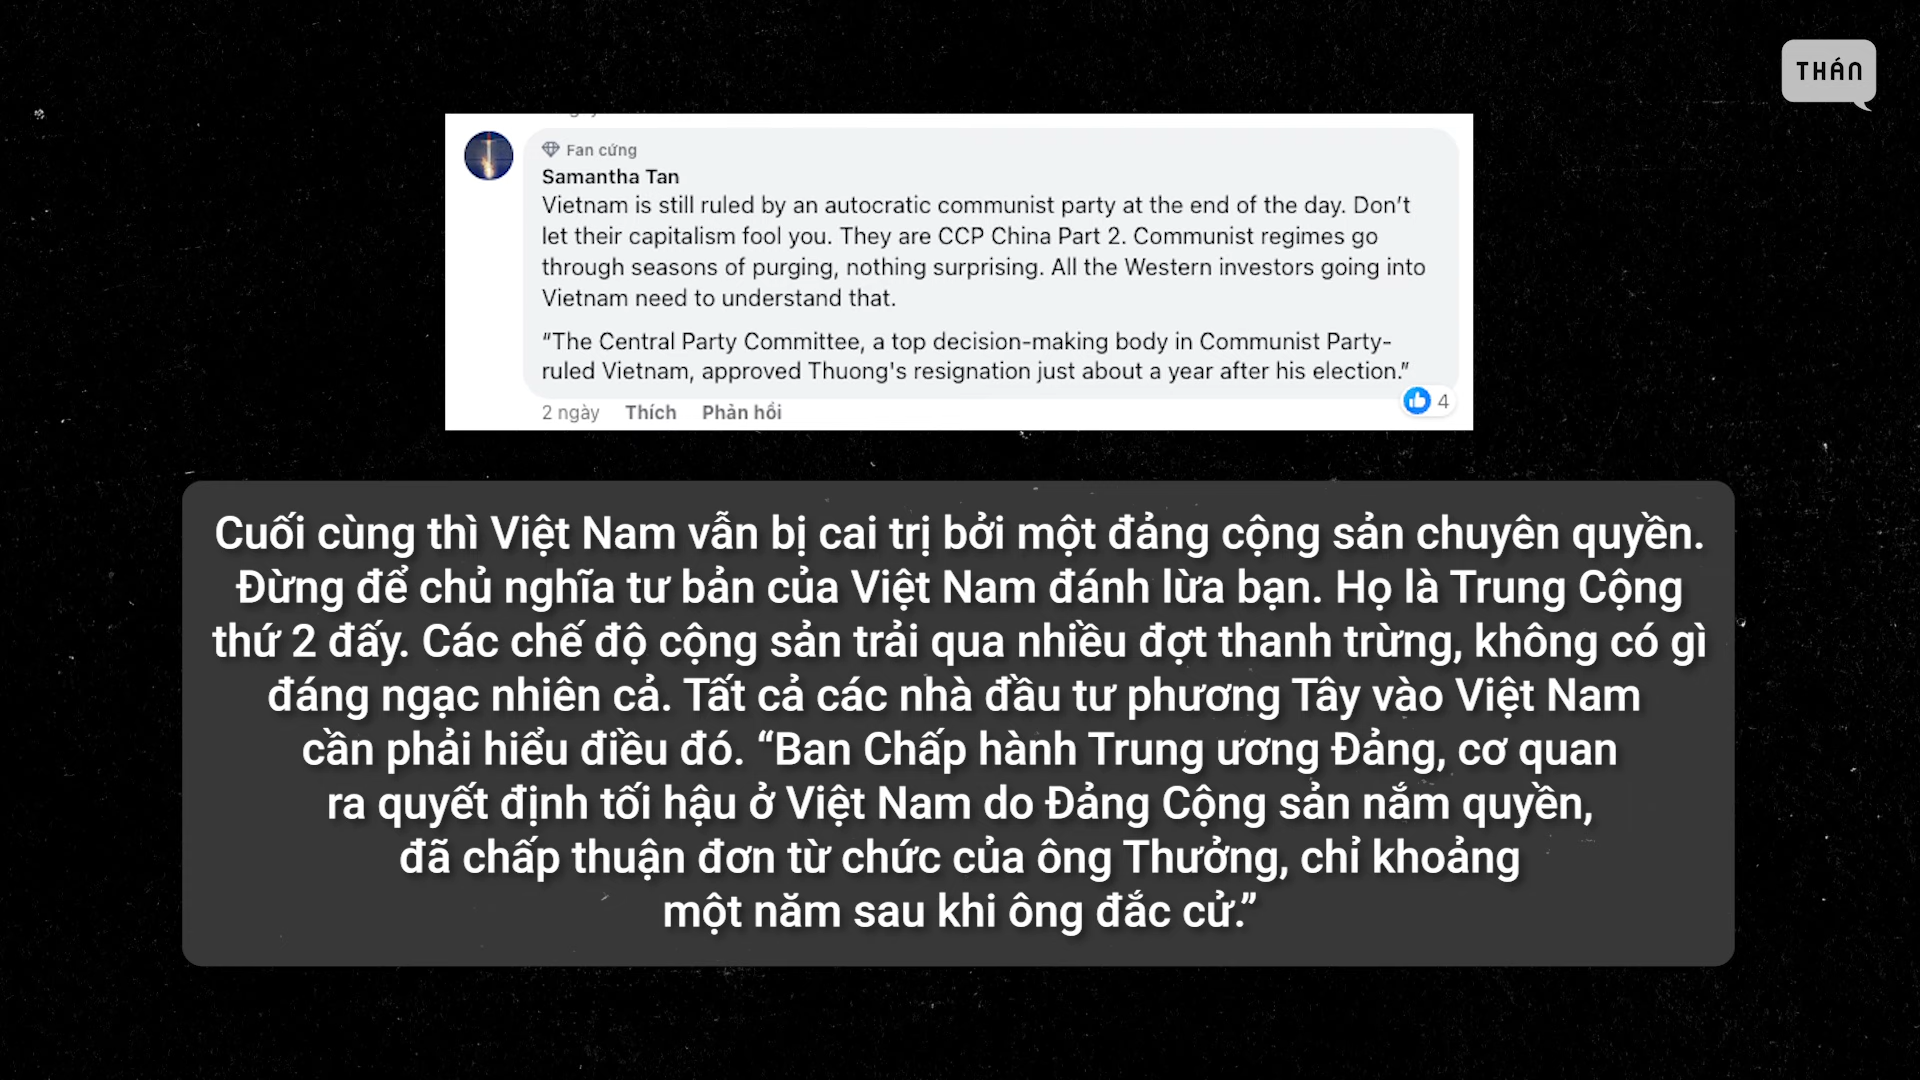 THÁN
Fan cứng
Samantha Tan
Vietnam is still ruled by an autocratic communist party at the end of the day. Don’t
let their capitalism fool you. They are CCP China Part 2. Communist regimes go
through seasons of purging, nothing surprising. All the Western investors going into
Vietnam need to understand that.
“The Central Party Committee, a top decision-making body in Communist Party-
ruled Vietnam, approved Thuong's resignation just about a year after his election.”
4
2 ngày Thích Phản hồi
Cuối cùng thì Việt Nam vẫn bị cai trị bởi một đảng cộng sản chuyên quyền.
Đừng để chủ nghĩa tư bản của Việt Nam đánh lừa bạn. Họ là Trung Cộng
thứ 2 đấy. Các chế độ cộng sản trải qua nhiều đợt thanh trừng, không có gì
đáng ngạc nhiên cả. Tất cả các nhà đầu tư phương Tây vào Việt Nam
cần phải hiểu điều đó. “Ban Chấp hành Trung ương Đảng, cơ quan
ra quyết định tối hậu ở Việt Nam do Đảng Cộng sản nắm quyền,
đã chấp thuận đơn từ chức của ông Thưởng, chỉ khoảng
một năm sau khi ông đắc cử.”